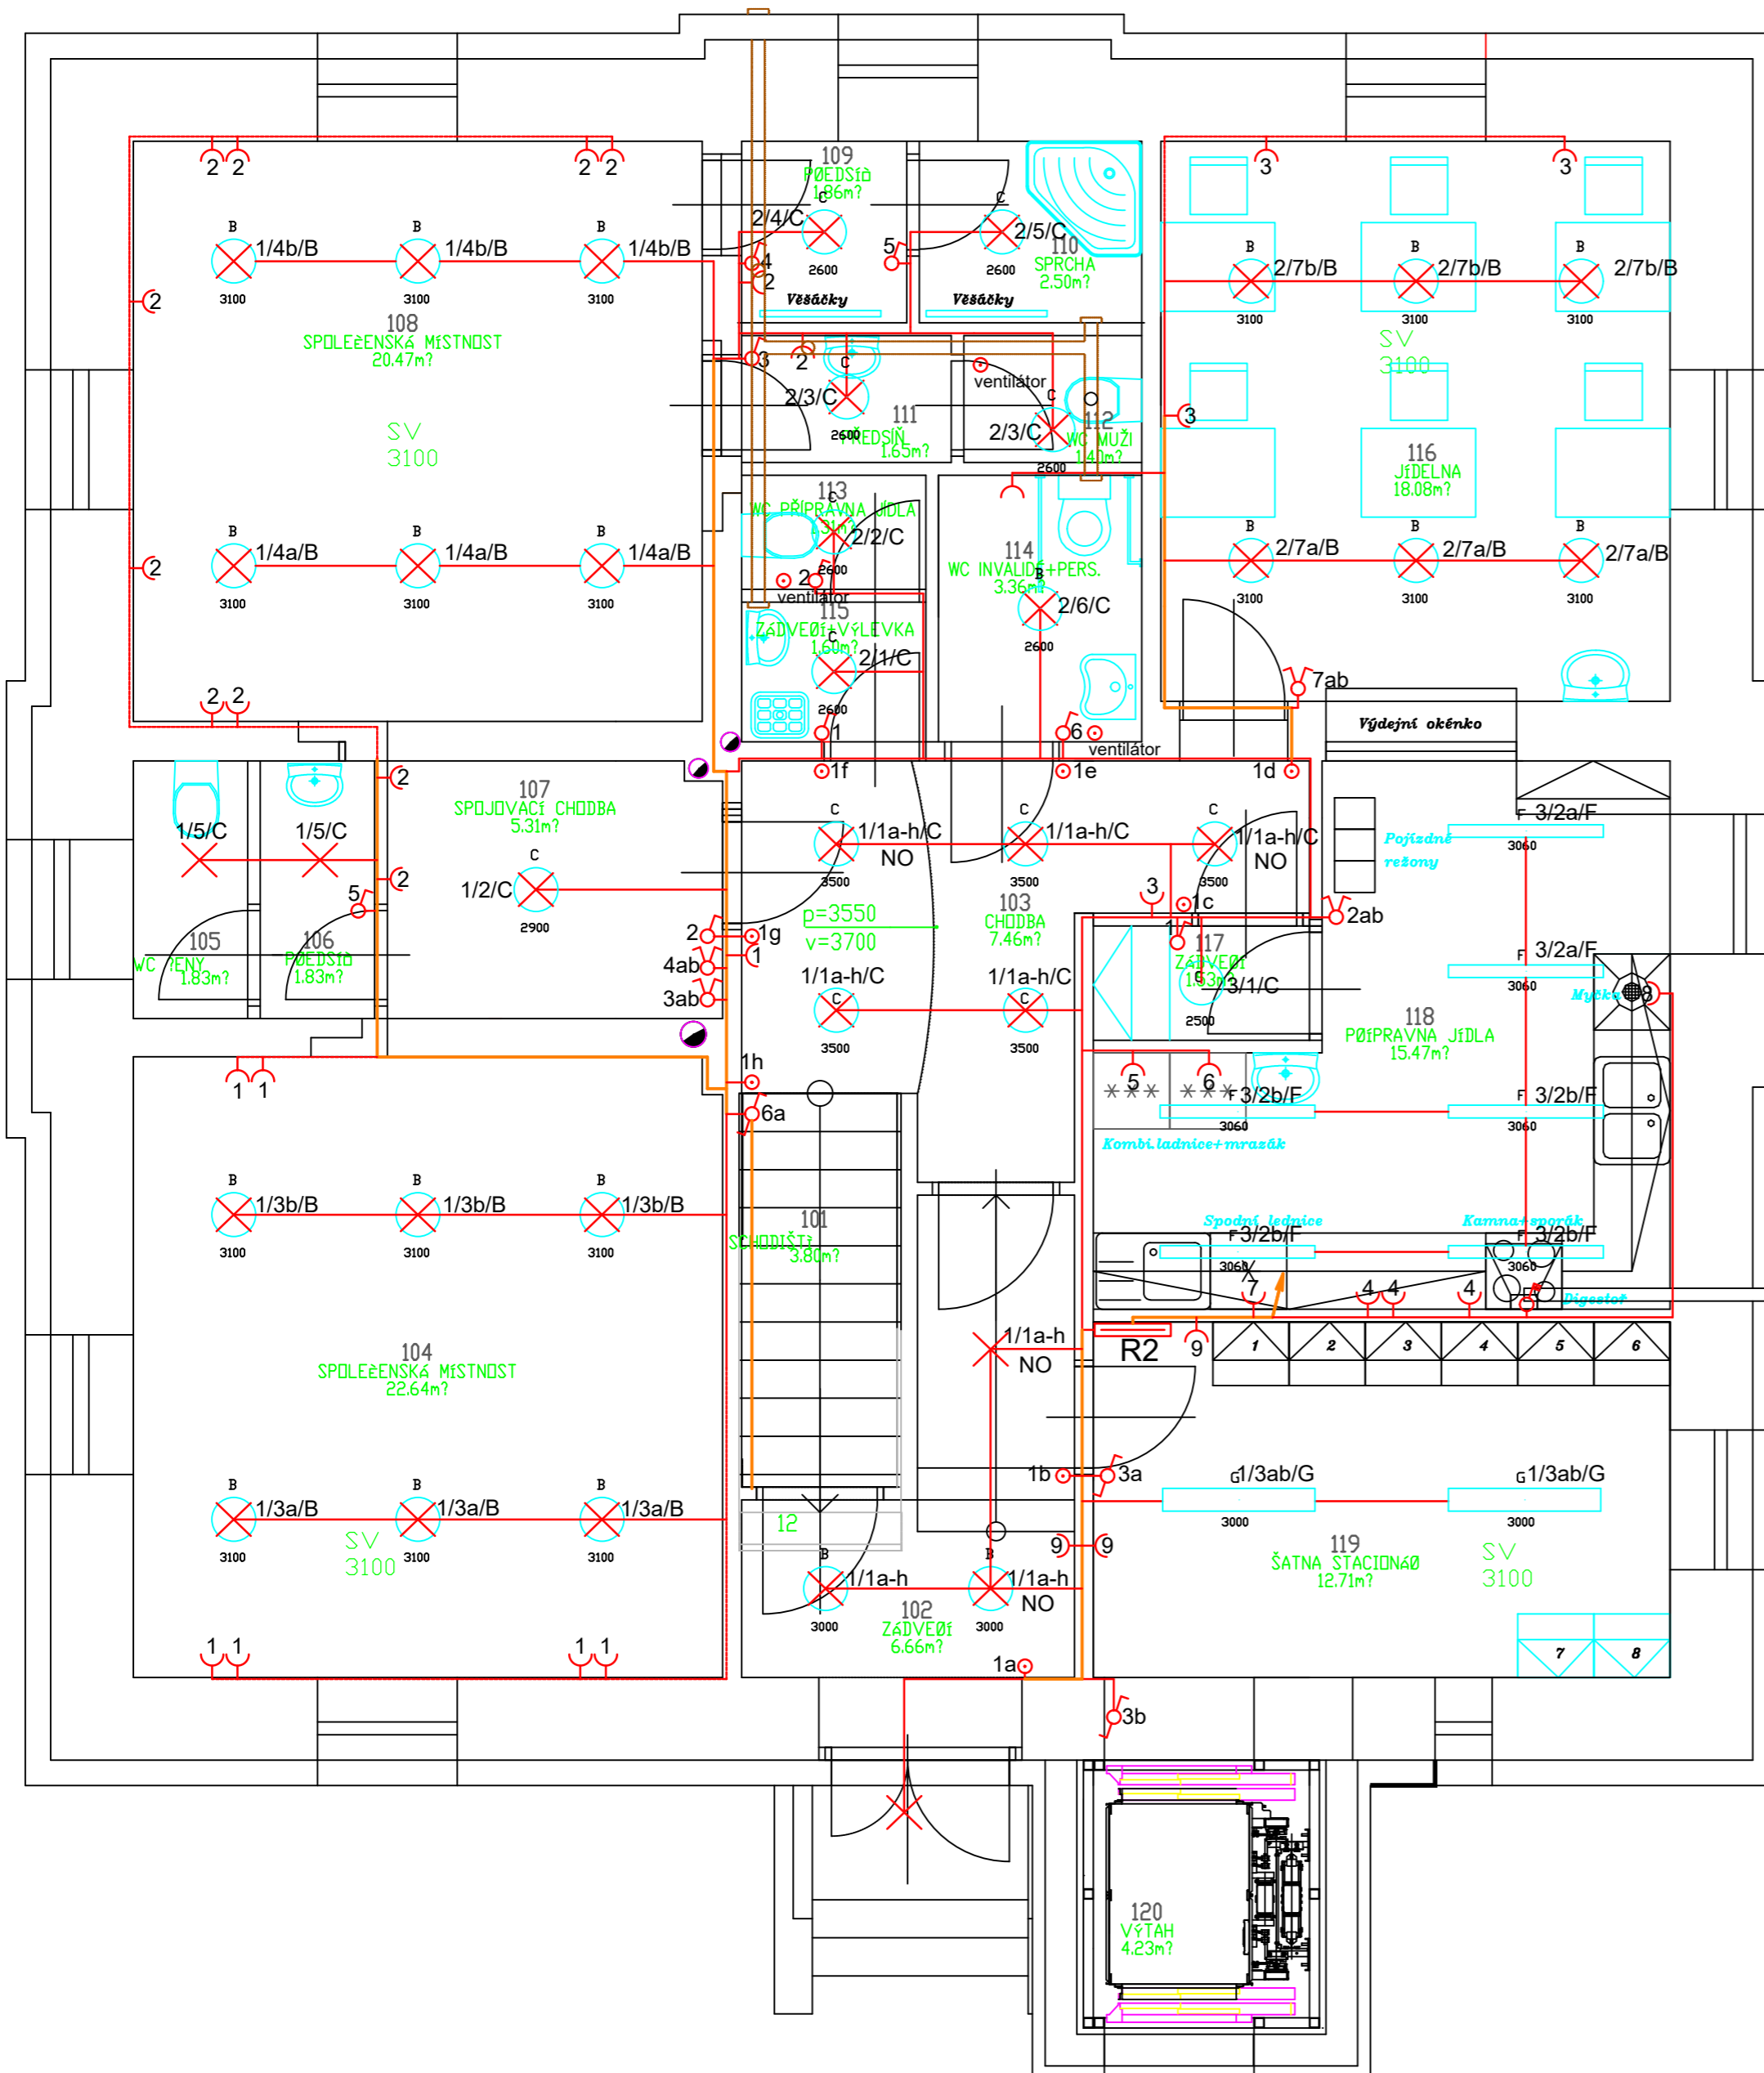 2 2
2 2
3
3
109
PØEDSíò
1.86m?
C
2/4/C
4
2
2600
Věšáčky
5
C
2/5/C
110
SPRCHA
2.50m?
2600
Věšáčky
B
1/4b/B
3100
B
1/4b/B
3100
B
1/4b/B
3100
2
108
SPOLEèENSKá MíSTNOST
20.47m?
SV
3100
B
2/7b/B
3100
B
2/7b/B
3100
B
2/7b/B
3100
SV
3100
3
2
C
2/3/C
2600
111
PŘEDSÍŇ
1.65m?
ventilátor
C
2/3/C
2600
112
WC MUŽI
1.40m?
3
116
JíDELNA
18.08m?
113
WC PŘÍPRAVNA JÍDLA
C
2/2/C
2600
2
ventilátor
114
WC INVALIDé+PERS.
3.36m?
B
2/6/C
2600
B
1/4a/B
3100
B
1/4a/B
3100
B
1/4a/B
3100
2
B
2/7a/B
3100
B
2/7a/B
3100
B
2/7a/B
3100
115
ZáDVEØí+VýLEVKA
1.60m?
C
2/1/C
2600
2 2
7ab
Výdejní okénko
1
6
ventilátor
1f
1e
1d
2
107
SPOJOVACí CHODBA
5.31m?
1/5/C
1/5/C
C
1/2/C
2900
2
5
105
WC ?ENY
1.83m?
106
PØEDSíò
1.83m?
C
1/1a-h/C
NO
3500
C
1/1a-h/C
3500
C
1/1a-h/C
NO
3500
Pojízdné
režony
F
3/2a/F
3060
p=3550
v=3700
103
CHODBA
7.46m?
3
1c
2ab
2
1g
1
4ab
3ab
1
117
ZáDVEØí
1.53m?
C
3/1/C
2500
F
3/2a/F
3060
Myčka
8
1/1a-h/C
C
3500
1/1a-h/C
C
3500
118
PØíPRAVNA JíDLA
15.47m?
1 1
1h
6a
5
6
*** ***
F
3/2b/F
3060
F
3/2b/F
3060
Kombi.ladnice+mrazák
B
1/3b/B
3100
B
1/3b/B
3100
B
1/3b/B
3100
101
3.80m?
Spodní lednice
Kamna+sporák
F
3/2b/F
3060
F
3/2b/F
3060
7
4 4
4
Digestoř
104
SPOLEèENSKá MíSTNOST
22.64m?
1/1a-h
NO
R2
9
1
2
3
4
5
6
1b
3a
G
1/3ab/G
3000
G
1/3ab/G
3000
B
1/3a/B
3100
B
1/3a/B
3100
B
1/3a/B
3100
SV
3100
12
9
9
119
ŠATNA STACIONáØ
12.71m?
SV
3100
B
1/1a-h
3000
B
1/1a-h
NO
3000
102
ZáDVEØí
6.66m?
1 1
1 1
1a
7
8
3b
120
VýTAH
4.23m?